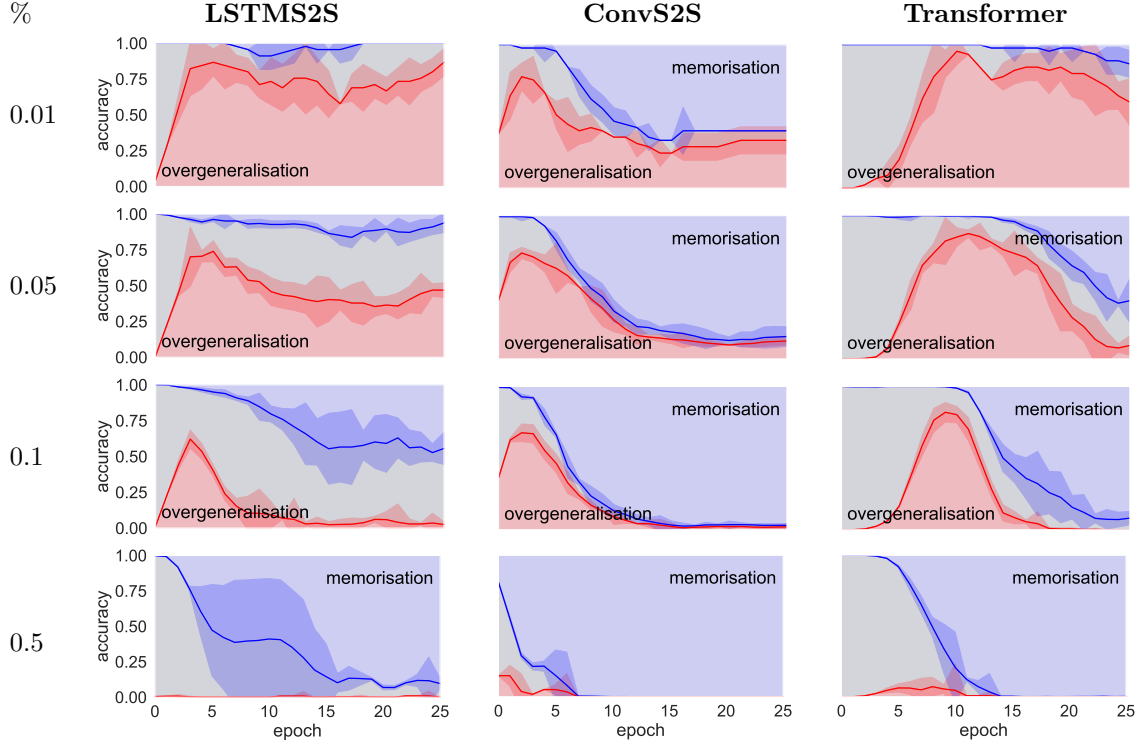 % LSTMS2S ConvS2S Transformer
0.01
accuracy
1.00
0.75
0.50
0.25
0.00
overgeneralisation
memorisation
overgeneralisation
overgeneralisation
0.05
accuracy
1.00
0.75
0.50
0.25
0.00
overgeneralisation
memorisation
overgeneralisation
memorisation
overgeneralisation
0.1
accuracy
1.00
0.75
0.50
0.25
0.00
overgeneralisation
memorisation
overgeneralisation
memorisation
overgeneralisation
0.5
accuracy
1.00
0.75
0.50
0.25
0.00
memorisation
memorisation
memorisation
0 5 10 15 20 25
epoch
0 5 10 15 20 25
epoch
0 5 10 15 20 25
epoch